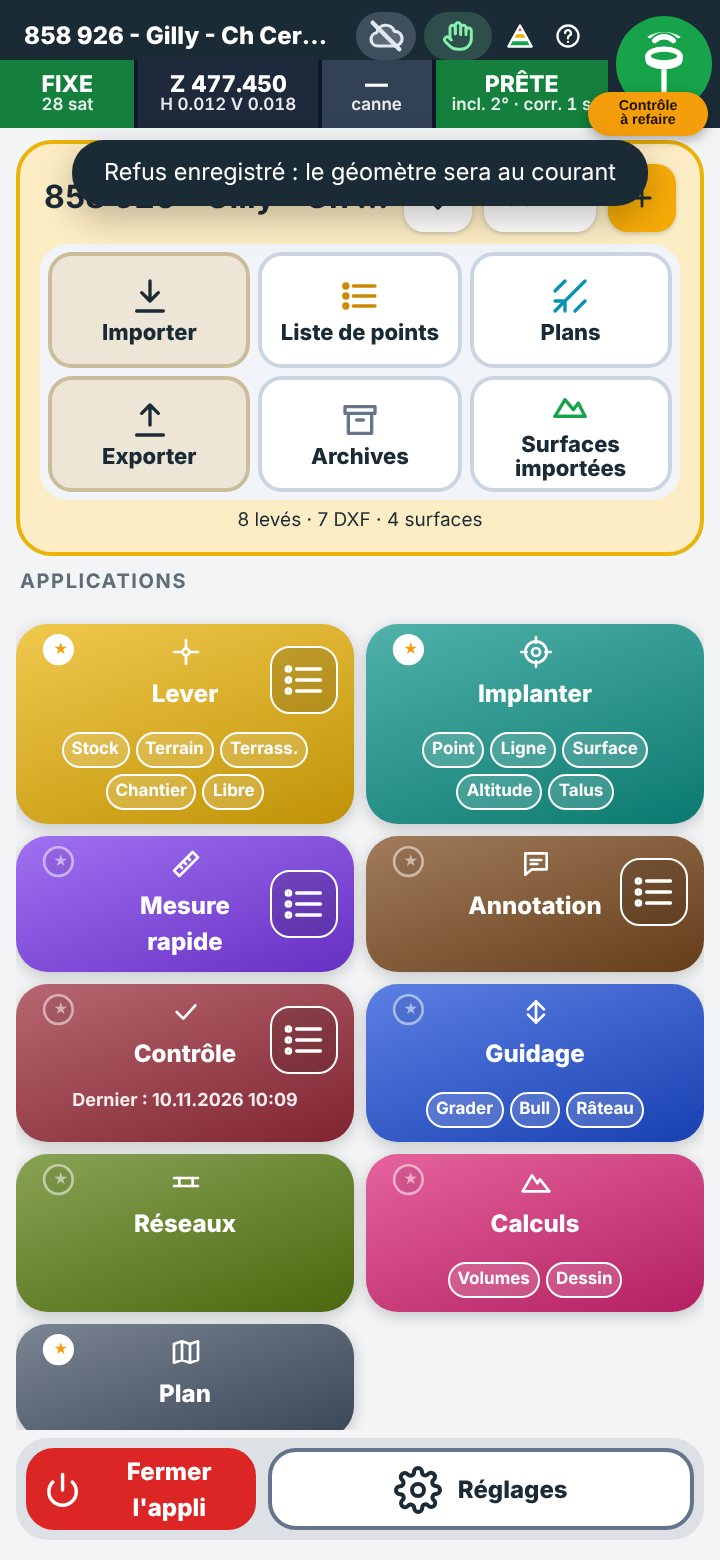 858 926 - Gilly - Ch Cer...
FIXE
28 sat
Z 477.450
H 0.012 V 0.018
—
canne
PRÊTE
incl. 2° · corr. 1 s
Contrôle
à refaire
Refus enregistré : le géomètre sera au courant
Importer
Liste de points
Plans
Exporter
Archives
Surfaces
importées
8 levés · 7 DXF · 4 surfaces
APPLICATIONS
Lever
Stock
Terrain
Terrass.
Chantier
Libre
Implanter
Point
Ligne
Surface
Altitude
Talus
Mesure
rapide
Annotation
Contrôle
Dernier : 10.11.2026 10:09
Guidage
Grader
Bull
Râteau
Réseaux
Calculs
Volumes
Dessin
Plan
Fermer
l'appli
Réglages